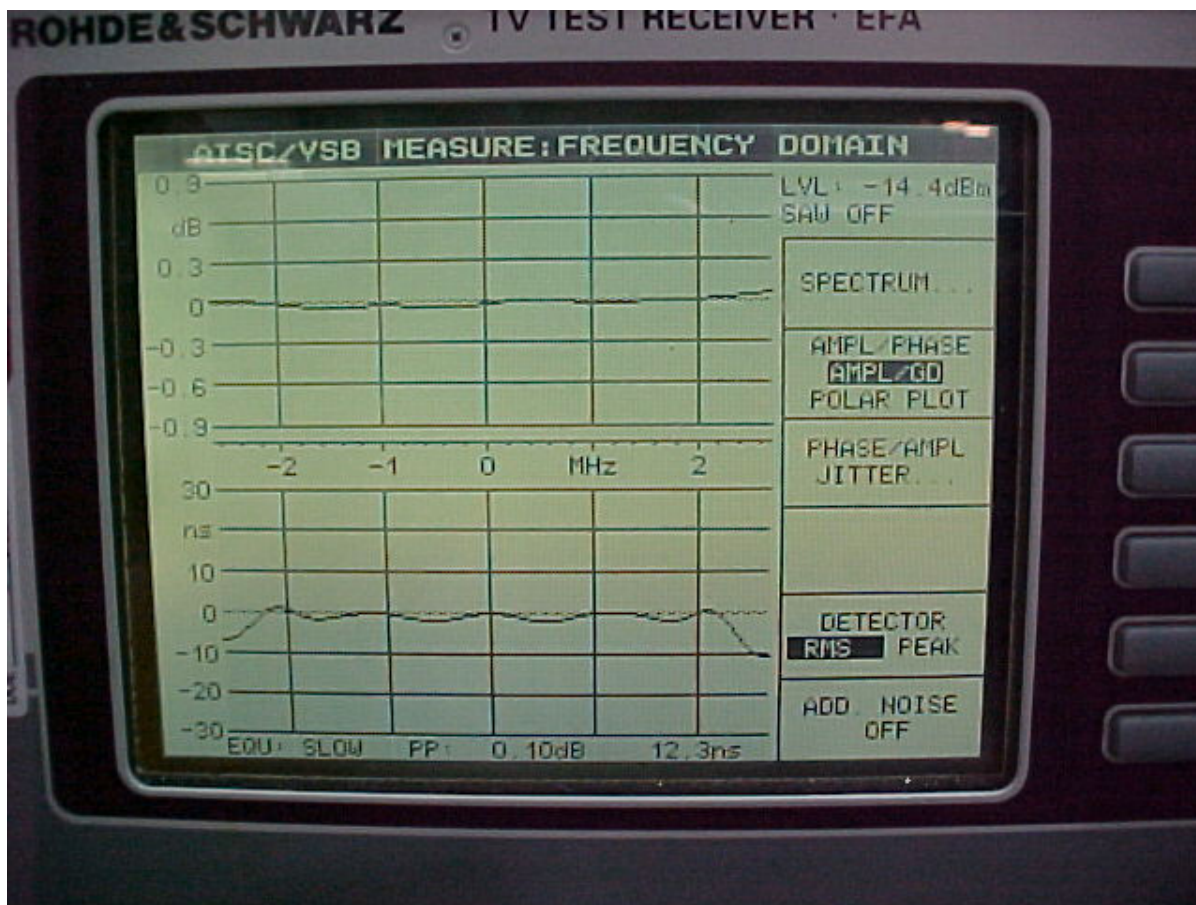 ROHDE&SCHWARZ TV TEST RECEIVER · EFA
ATSC/VSB MEASURE:FREQUENCY DOMAIN
LVL: -14.4dBm
SAW OFF
0.9
dB
0.3
0
-0.3
-0.6
-0.9
-2 -1 0 MHz 2
30
ns
10
0
-10
-20
-30
EQU: SLOW PP: 0.10dB 12.3ns
SPECTRUM...
AMPL/PHASE
AMPL/GD
POLAR PLOT
PHASE/AMPL
JITTER...
DETECTOR
RMS PEAK
ADD. NOISE
OFF